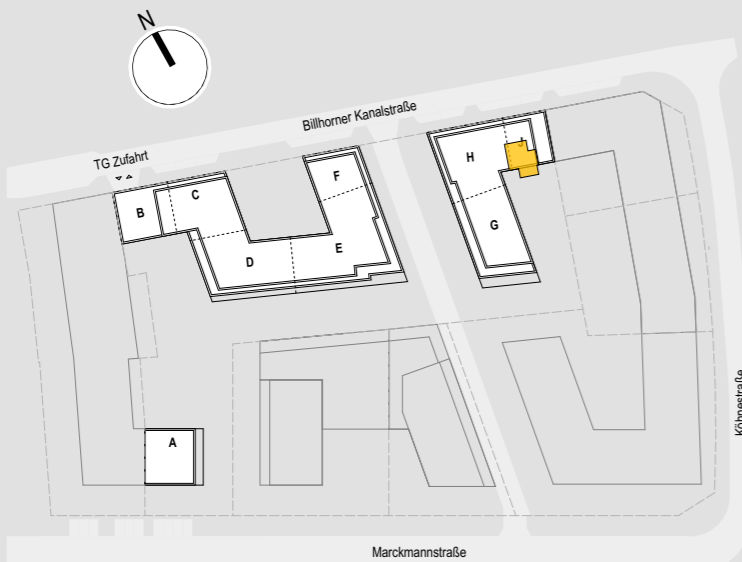 N
Billhorner Kanalstraße
TG Zufahrt
F
H
C
B
G
E
D
Köhnestraße
A
Marckmannstraße